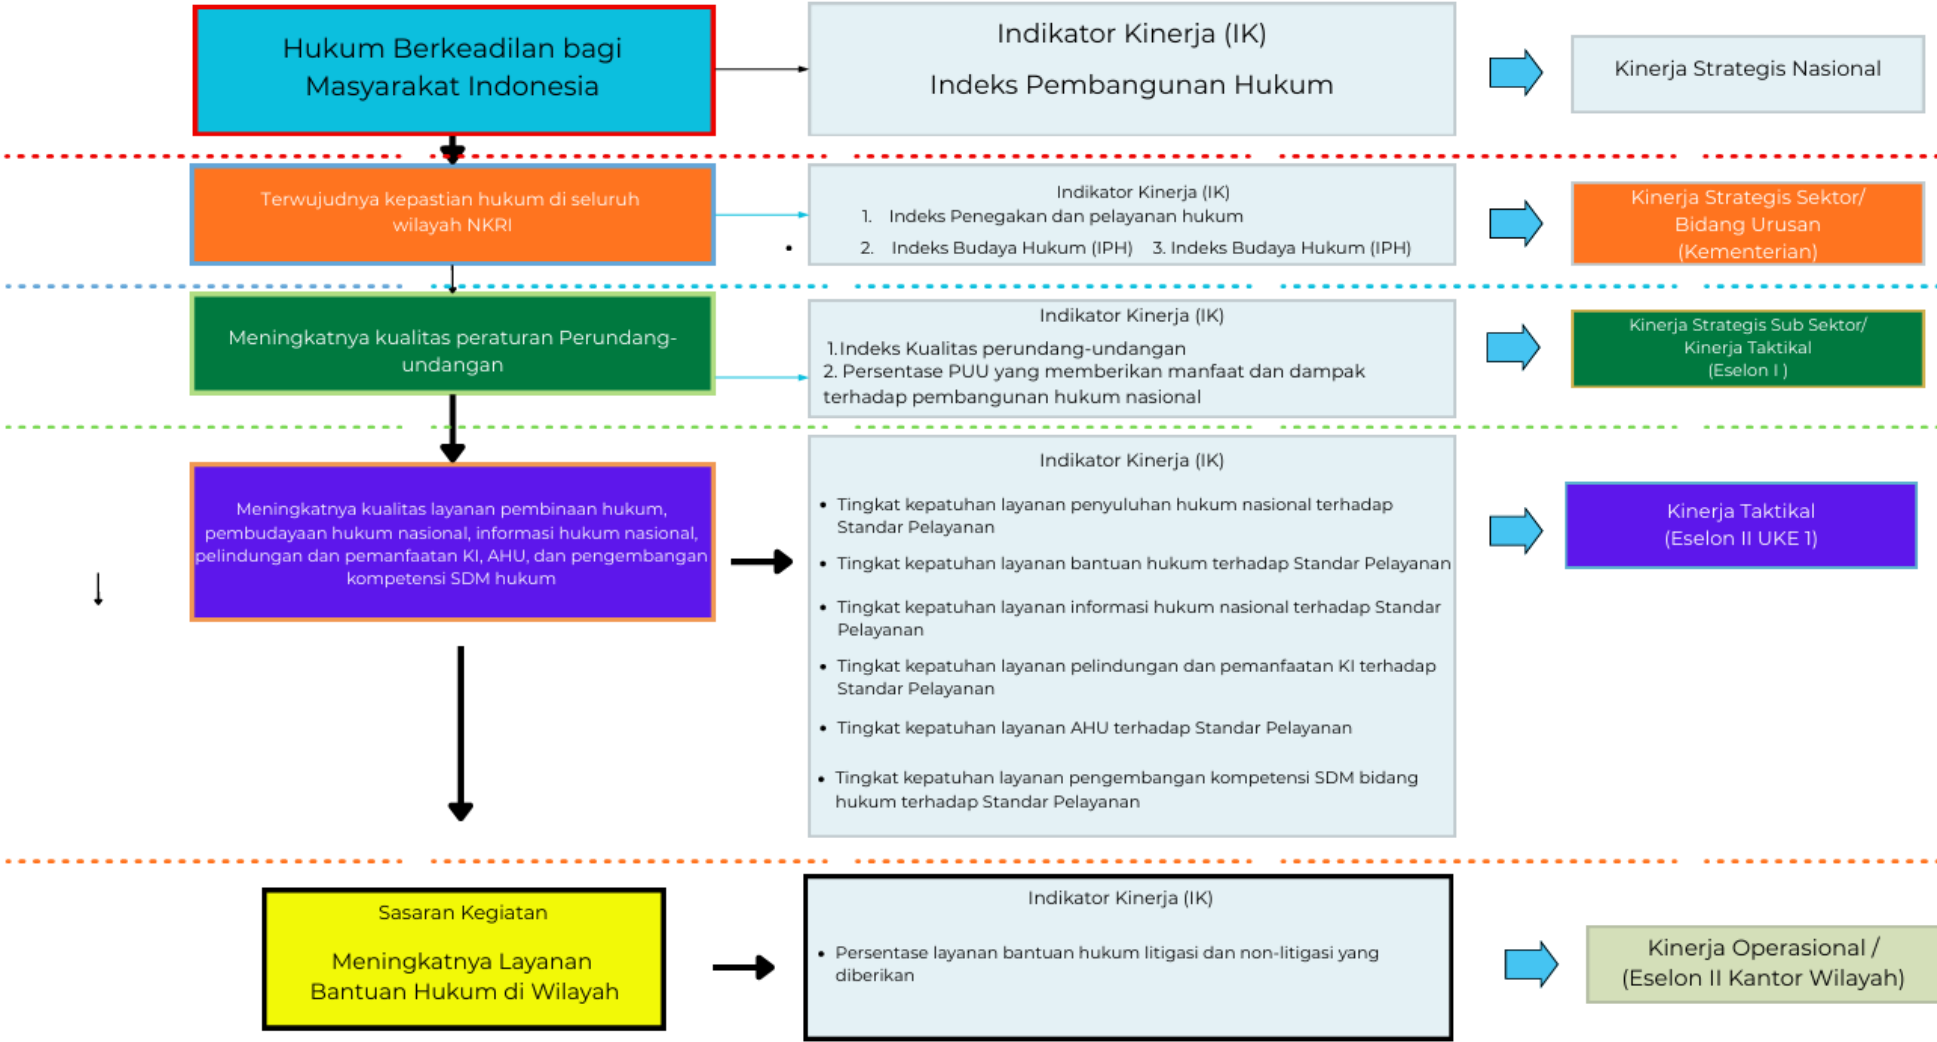 Hukum Berkeadilan bagi
Masyarakat Indonesia
Indikator Kinerja (IK)
Indeks Pembangunan Hukum
Kinerja Strategis Nasional
Terwujudnya kepastian hukum di seluruh
wilayah NKRI
Indikator Kinerja (IK)
1. Indeks Penegakan dan pelayanan hukum
2. Indeks Budaya Hukum (IPH) 3. Indeks Budaya Hukum (IPH)
Kinerja Strategis Sektor/
Bidang Urusan
(Kementerian)
Meningkatnya kualitas peraturan Perundang-
undangan
Indikator Kinerja (IK)
1.Indeks Kualitas perundang-undangan
2. Persentase PUU yang memberikan manfaat dan dampak
terhadap pembangunan hukum nasional
Kinerja Strategis Sub Sektor/
Kinerja Taktikal
(Eselon I )
Meningkatnya kualitas layanan pembinaan hukum,
pembudayaan hukum nasional, informasi hukum nasional,
pelindungan dan pemanfaatan KI, AHU, dan pengembangan
kompetensi SDM hukum
Indikator Kinerja (IK)
• Tingkat kepatuhan layanan penyuluhan hukum nasional terhadap
Standar Pelayanan
• Tingkat kepatuhan layanan bantuan hukum terhadap Standar Pelayanan
• Tingkat kepatuhan layanan informasi hukum nasional terhadap Standar
Pelayanan
• Tingkat kepatuhan layanan pelindungan dan pemanfaatan KI terhadap
Standar Pelayanan
• Tingkat kepatuhan layanan AHU terhadap Standar Pelayanan
• Tingkat kepatuhan layanan pengembangan kompetensi SDM bidang
hukum terhadap Standar Pelayanan
Kinerja Taktikal
(Eselon II UKE 1)
Sasaran Kegiatan
Meningkatnya Layanan
Bantuan Hukum di Wilayah
Indikator Kinerja (IK)
• Persentase layanan bantuan hukum litigasi dan non-litigasi yang
diberikan
Kinerja Operasional /
(Eselon II Kantor Wilayah)